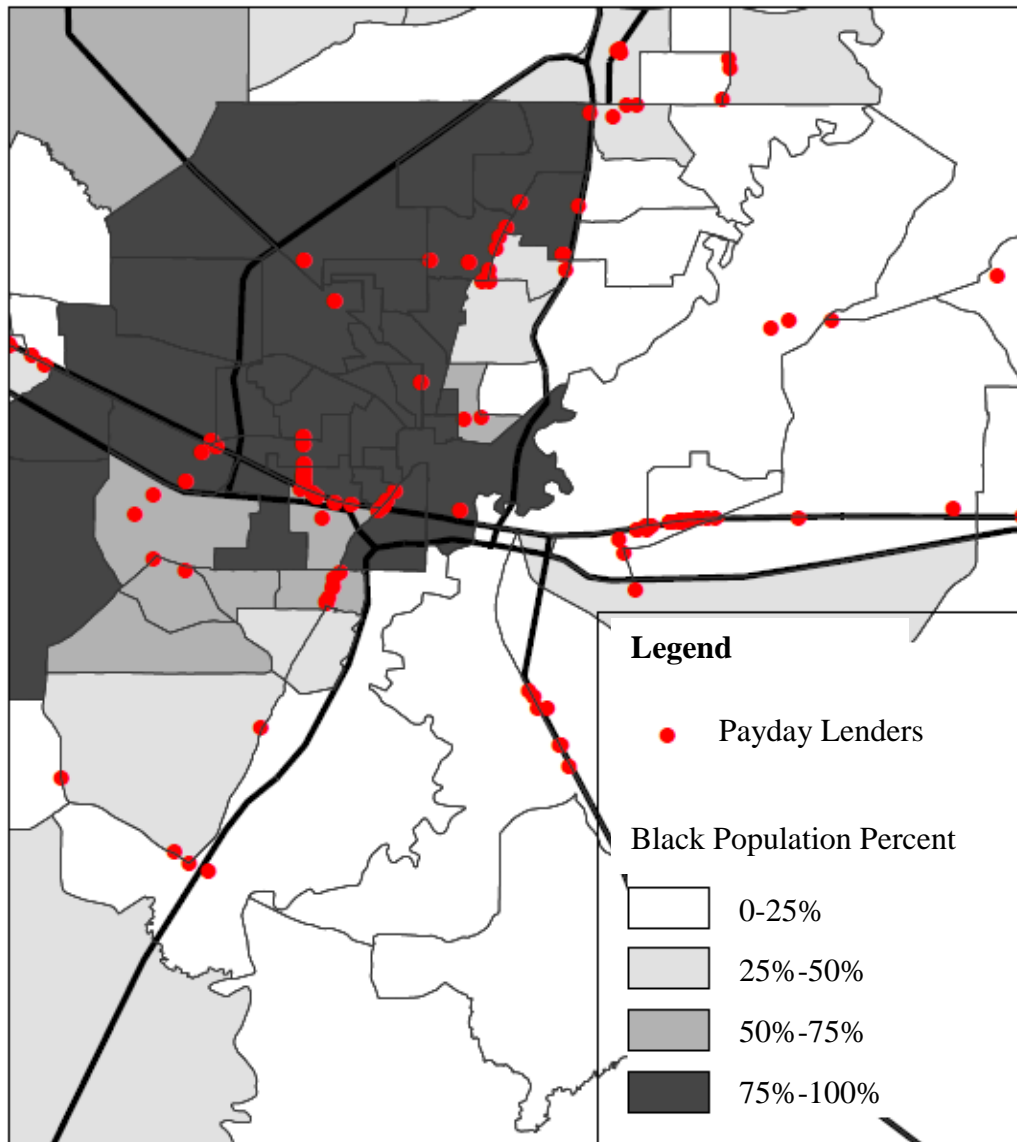 Legend
Payday Lenders
Black Population Percent
0-25%
25%-50%
50%-75%
75%-100%